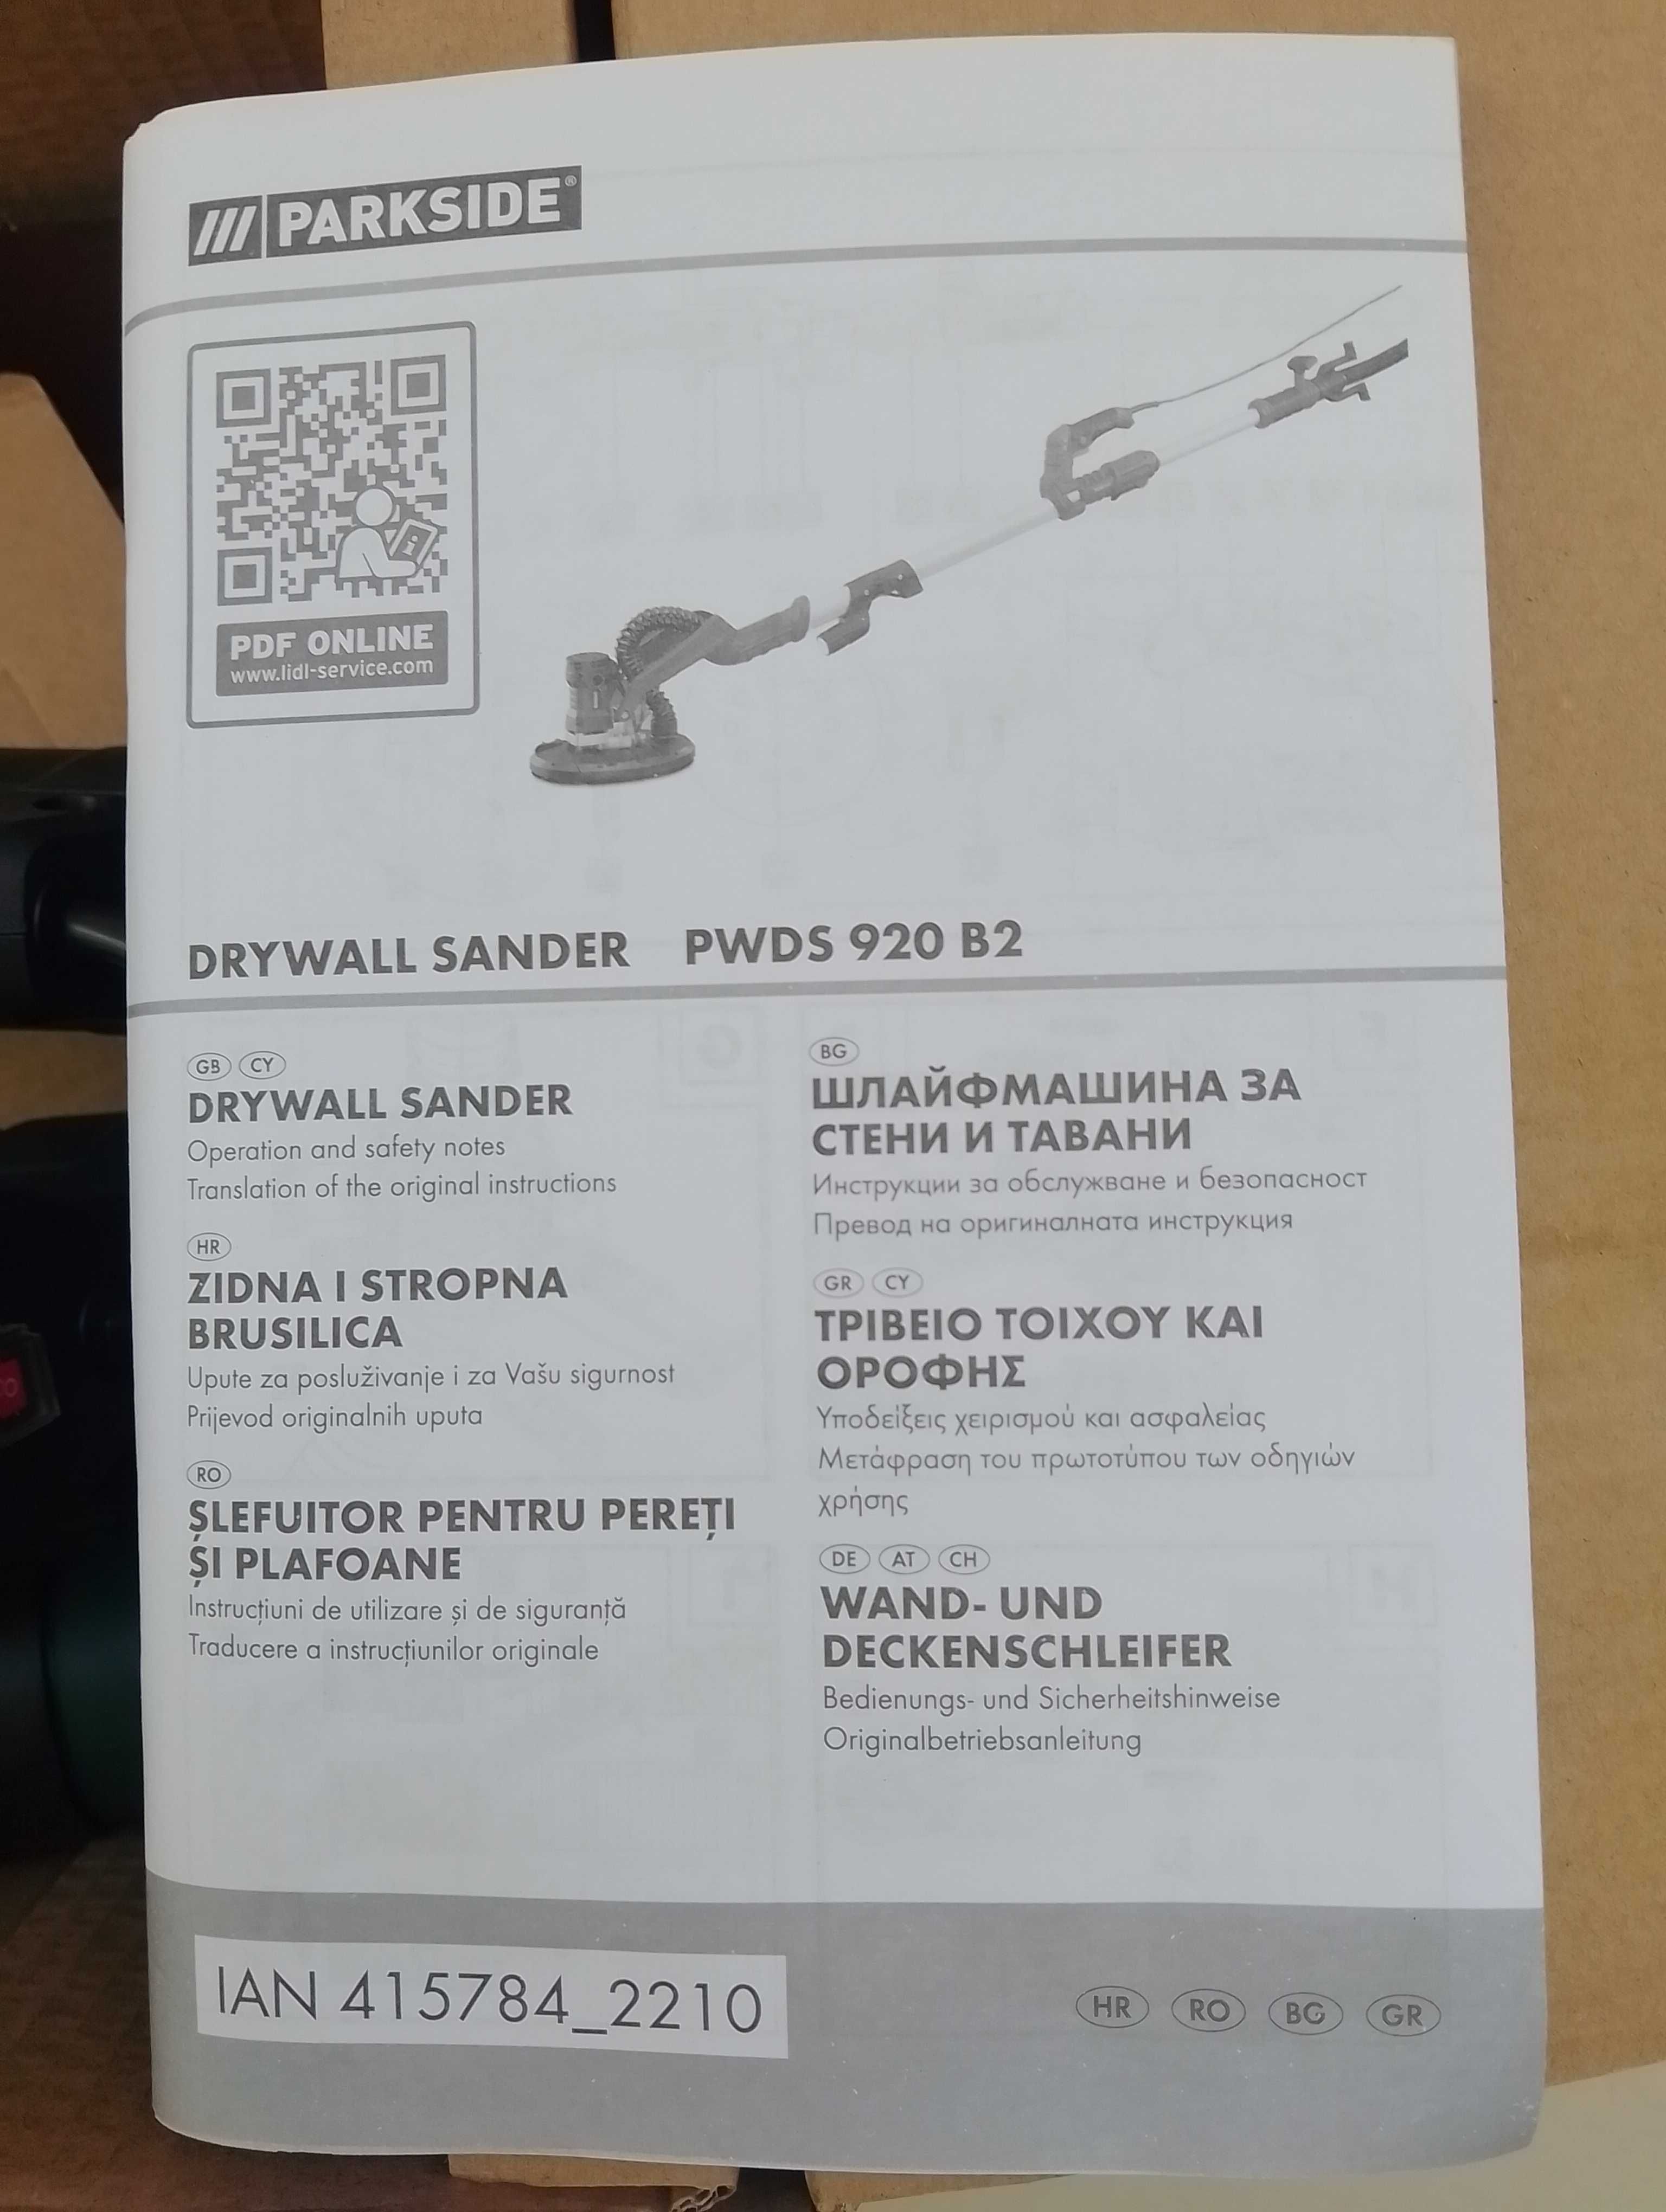 /// PARKSIDE®
PDF ONLINE
www.lidl-service.com
DRYWALL SANDER PWDS 920 B2
GB CY
DRYWALL SANDER
Operation and safety notes
Translation of the original instructions
HR
ZIDNA I STROPNA
BRUSILICA
Upute za posluživanje i za Vašu sigurnost
Prijevod originalnih uputa
RO
ȘLEFUITOR PENTRU PEREȚI
ȘI PLAFOANE
Instrucțiuni de utilizare și de siguranță
Traducere a instrucțiunilor originale
BG
ШЛАЙФМАШИНА ЗА
СТЕНИ И ТАВАНИ
Инструкции за обслужване и безопасност
Превод на оригиналната инструкция
GR CY
ΤΡΙΒΕΙΟ ΤΟΙΧΟΥ ΚΑΙ
ΟΡΟΦΗΣ
Υποδείξεις χειρισμού και ασφαλείας
Μετάφραση του πρωτοτύπου των οδηγιών
χρήσης
DE AT CH
WAND- UND
DECKENSCHLEIFER
Bedienungs- und Sicherheitshinweise
Originalbetriebsanleitung
IAN 415784_2210
HR RO BG GR